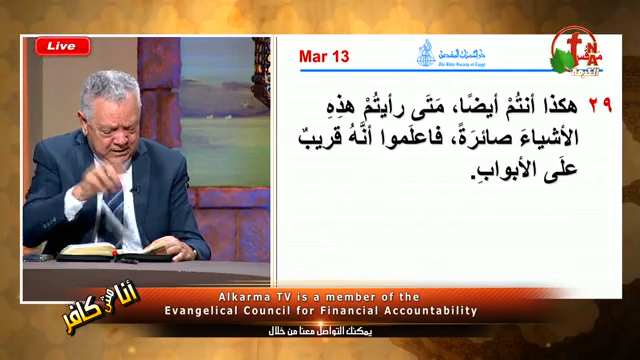 Live
Mar 13
دار الكتاب المقدس
The Bible Society of Egypt
NA
الكرمة
٢٩ هكذا أنتُمْ أيضًا، مَتَى رأيتُمْ هذِهِ
الأشياءَ صائرَةً، فاعلَموا أنَّهُ قريبٌ
علَى الأبوابِ.
أنا مش كافر
Alkarma TV is a member of the
Evangelical Council for Financial Accountability
يمكنك التواصل معنا من خلال